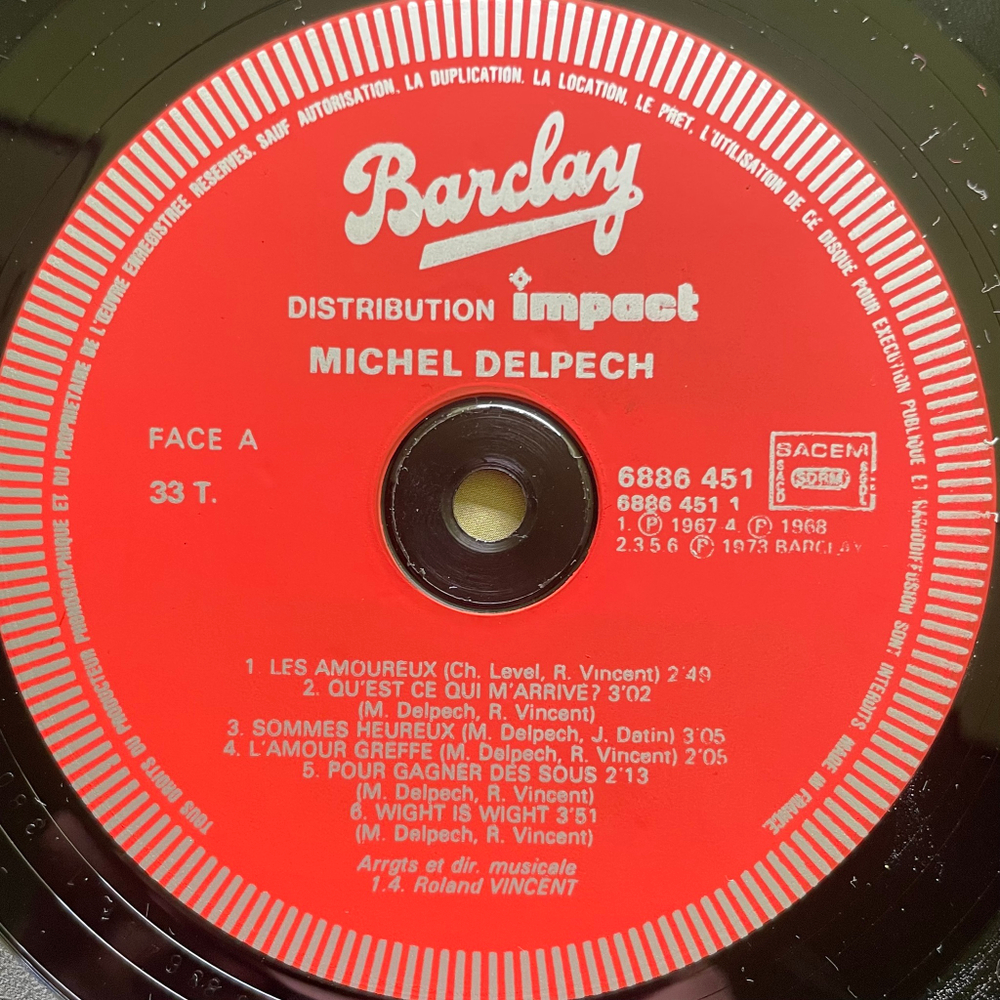 TOUS DROITS DU PRODUCTEUR PHONOGRAPHIQUE ET DU PROPRIETAIRE DE L'ŒUVRE ENREGISTREE RESERVES. SAUF AUTORISATION, LA DUPLICATION, LA LOCATION, LE PRET, L'UTILISATION DE CE DISQUE POUR EXECUTION PUBLIQUE ET RADIODIFFUSION SONT INTERDITS MADE IN FRANCE.
Barclay
DISTRIBUTION impact
MICHEL DELPECH
FACE A
33 T.
6886 451
6886 451 1
1. Ⓟ 1967 4. Ⓟ 1968
2.3.5.6 Ⓟ 1973 BARCLAY
SACEM
SACD
SDRM
SGDL
1 LES AMOUREUX (Ch. Level, R. Vincent) 2'49
2. QU'EST CE QUI M'ARRIVE? 3'02
(M. Delpech, R. Vincent)
3. SOMMES HEUREUX (M. Delpech, J. Datin) 3'05
4. L'AMOUR GREFFE (M. Delpech, R. Vincent) 2'05
5. POUR GAGNER DES SOUS 2'13
(M. Delpech, R. Vincent)
6. WIGHT IS WIGHT 3'51
(M. Delpech, R. Vincent)
Arrgts et dir. musicale
1.4. Roland VINCENT